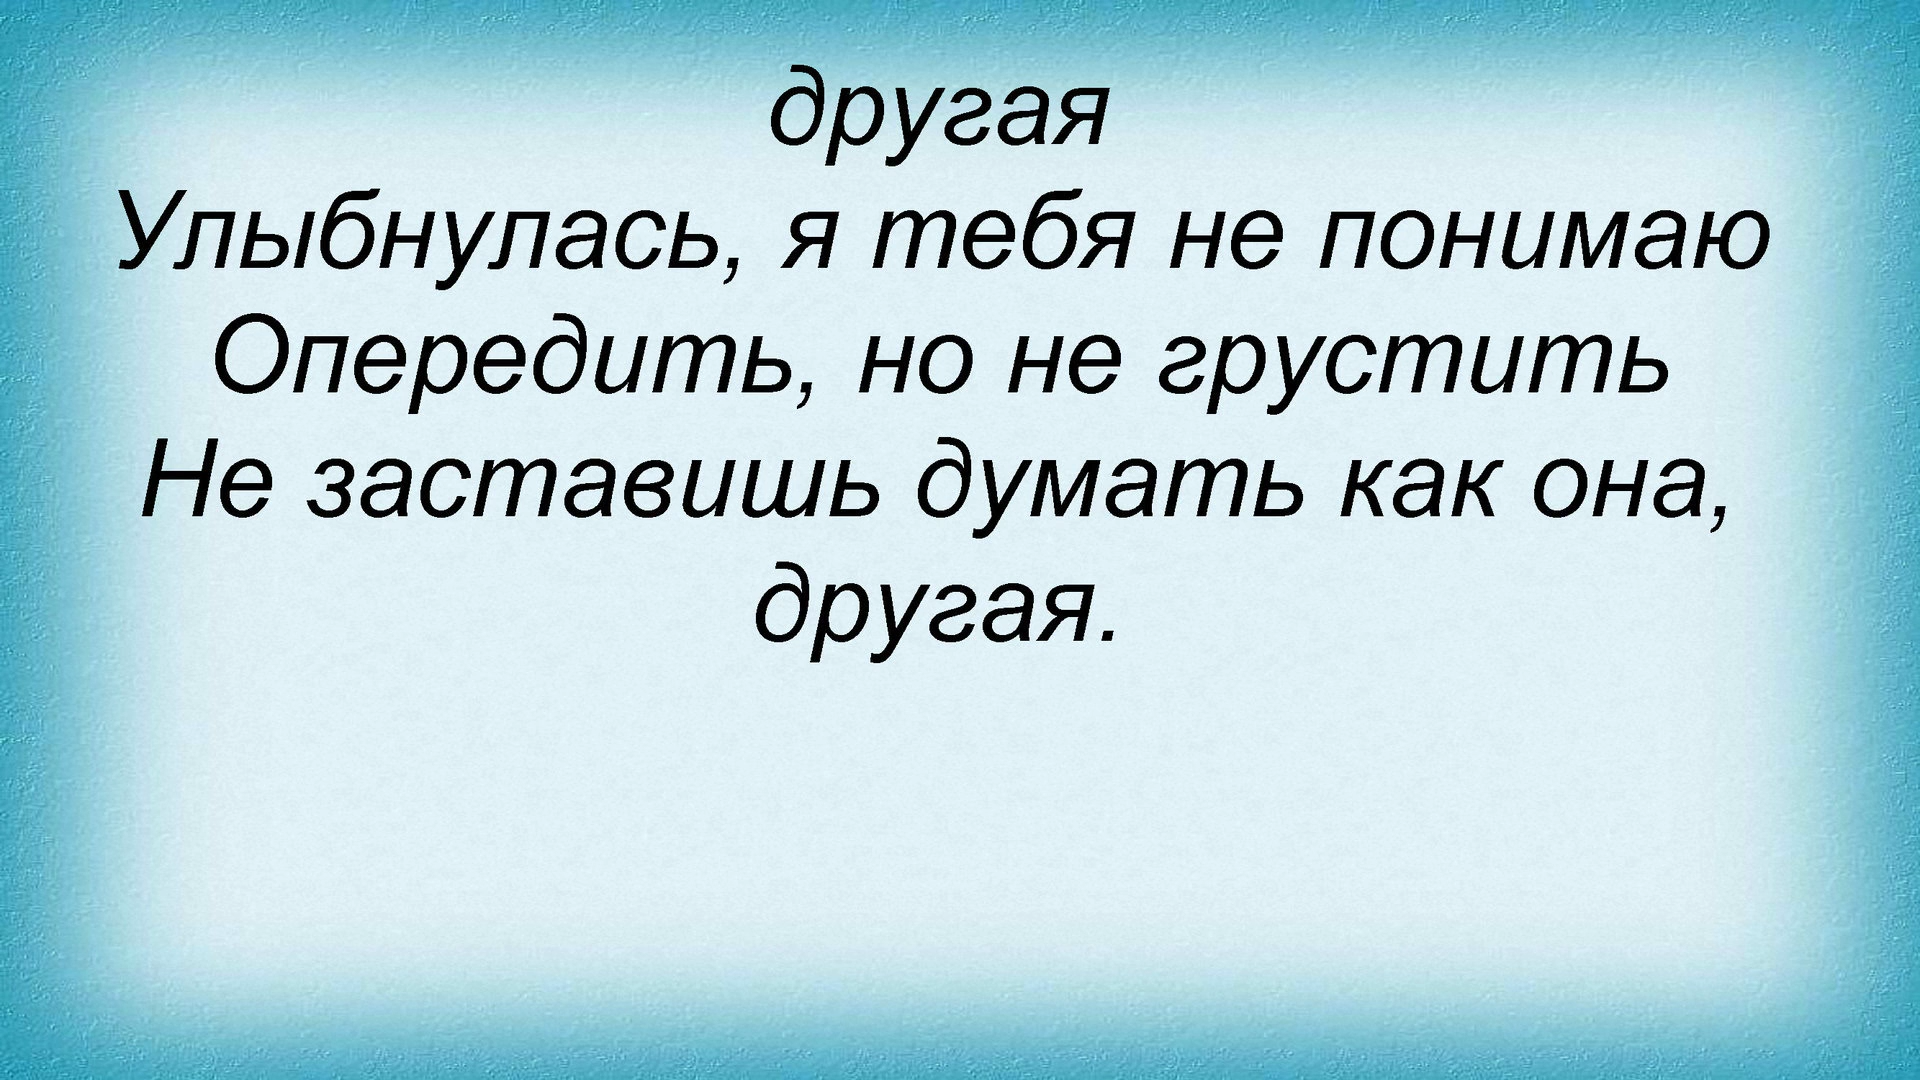 другая
Улыбнулась, я тебя не понимаю
Опередить, но не грустить
Не заставишь думать как она,
другая.